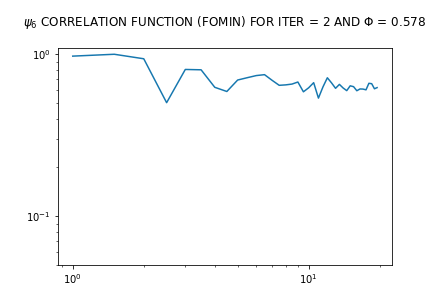 ψ₆ CORRELATION FUNCTION (FOMIN) FOR ITER = 2 AND Φ = 0.578
10⁰
10⁻¹
10⁰
10¹